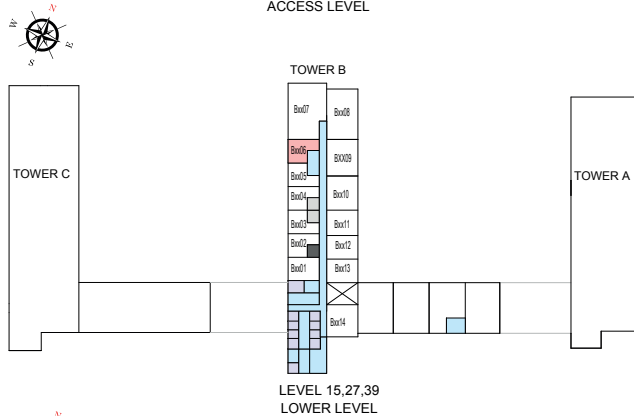 ACCESS LEVEL
N
W
E
S
TOWER B
Bxx07
Bxx08
Bxx06
BXX09
Bxx05
TOWER C
TOWER A
Bxx04
Bxx10
Bxx03
Bxx11
Bxx02
Bxx12
Bxx01
Bxx13
Bxx14
LEVEL 15,27,39
LOWER LEVEL
N